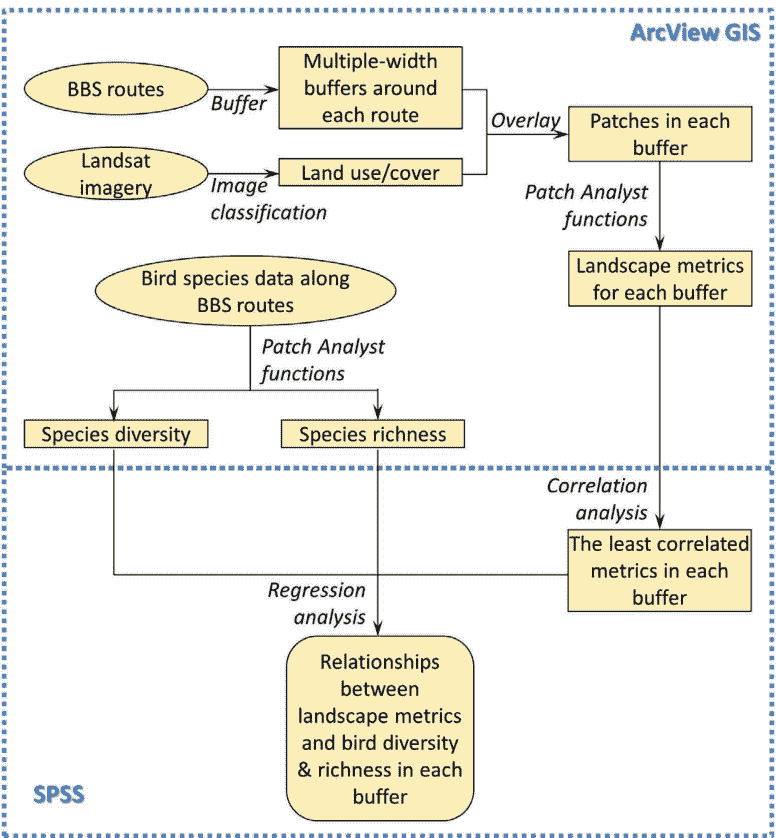 ArcView GIS
BBS routes
Buffer
Multiple-width
buffers around
each route
Overlay
Patches in each
buffer
Landsat
imagery
Image
classification
Land use/cover
Patch Analyst
functions
Landscape metrics
for each buffer
Bird species data along
BBS routes
Patch Analyst
functions
Species diversity
Species richness
Correlation
analysis
The least correlated
metrics in each
buffer
Regression
analysis
Relationships
between
landscape metrics
and bird diversity
& richness in each
buffer
SPSS